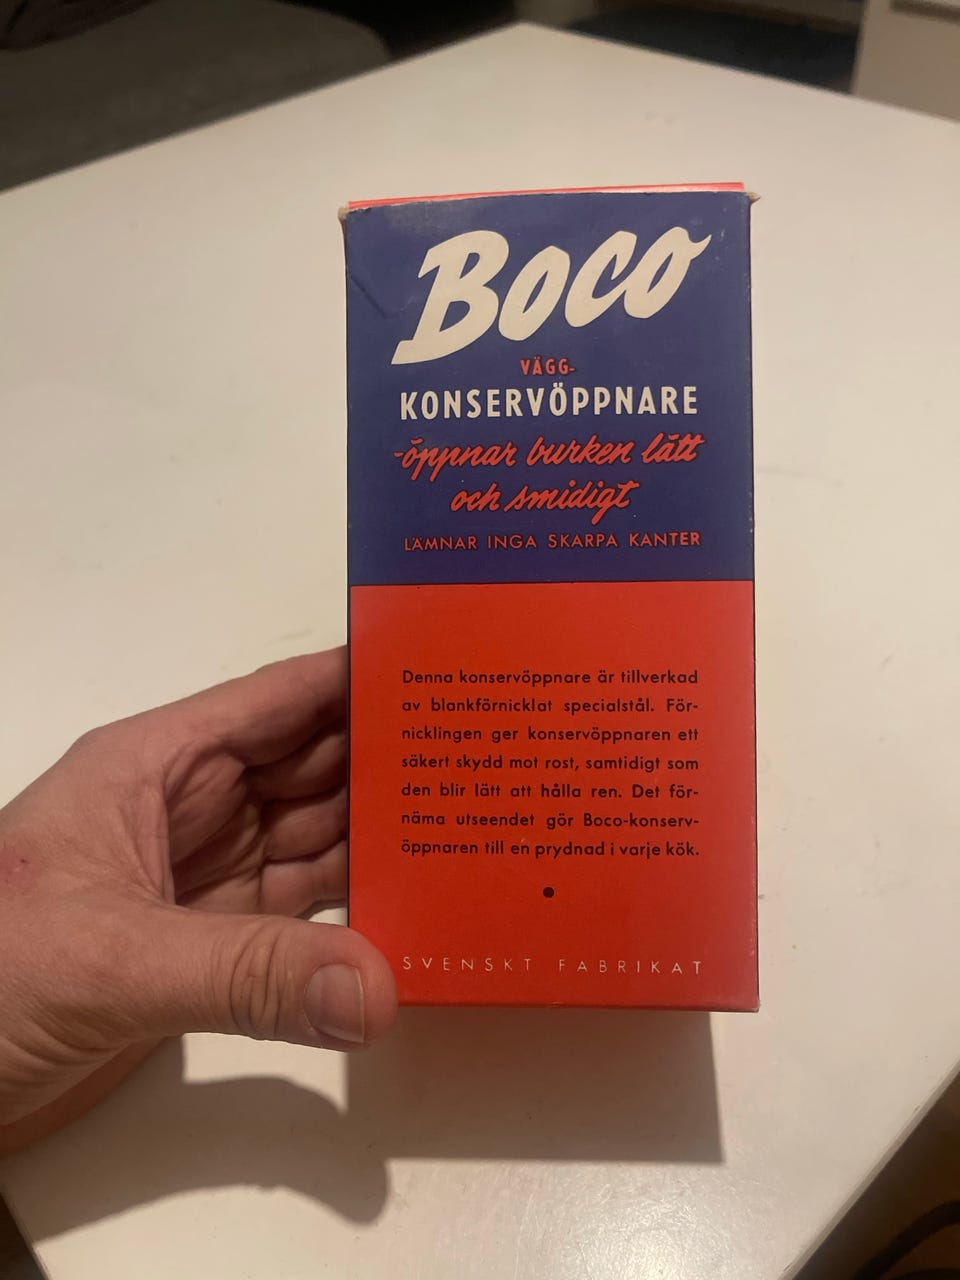 Boco
VÄGG-
KONSERVÖPPNARE
-öppnar burken lätt
och smidigt
LÄMNAR INGA SKARPA KANTER
Denna konservöppnare är tillverkad
av blankförnicklat specialstål. För-
nicklingen ger konservöppnaren ett
säkert skydd mot rost, samtidigt som
den blir lätt att hålla ren. Det för-
näma utseendet gör Boco-konserv-
öppnaren till en prydnad i varje kök.
SVENSKT FABRIKAT